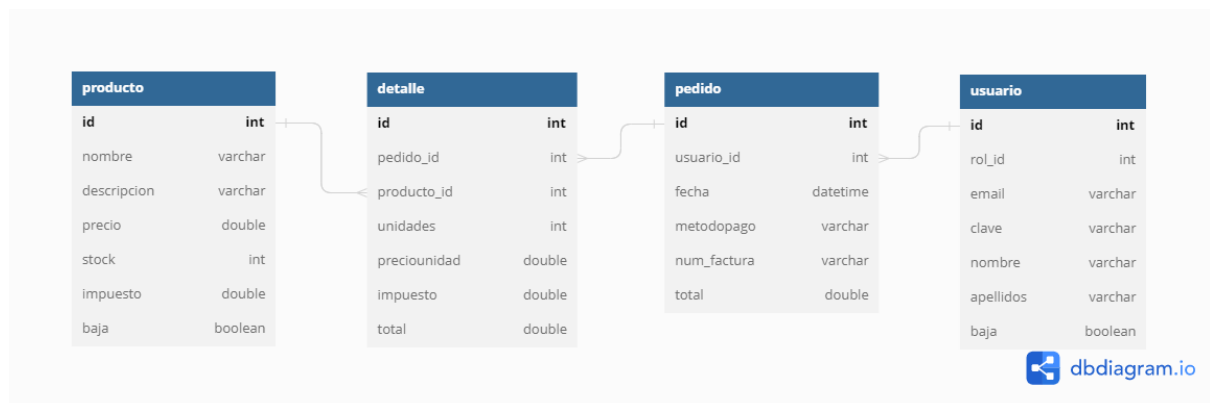 producto
id int
nombre varchar
descripcion varchar
precio double
stock int
impuesto double
baja boolean
detalle
id int
pedido_id int
producto_id int
unidades int
preciounidad double
impuesto double
total double
pedido
id int
usuario_id int
fecha datetime
metodopago varchar
num_factura varchar
total double
usuario
id int
rol_id int
email varchar
clave varchar
nombre varchar
apellidos varchar
baja boolean
dbdiagram.io